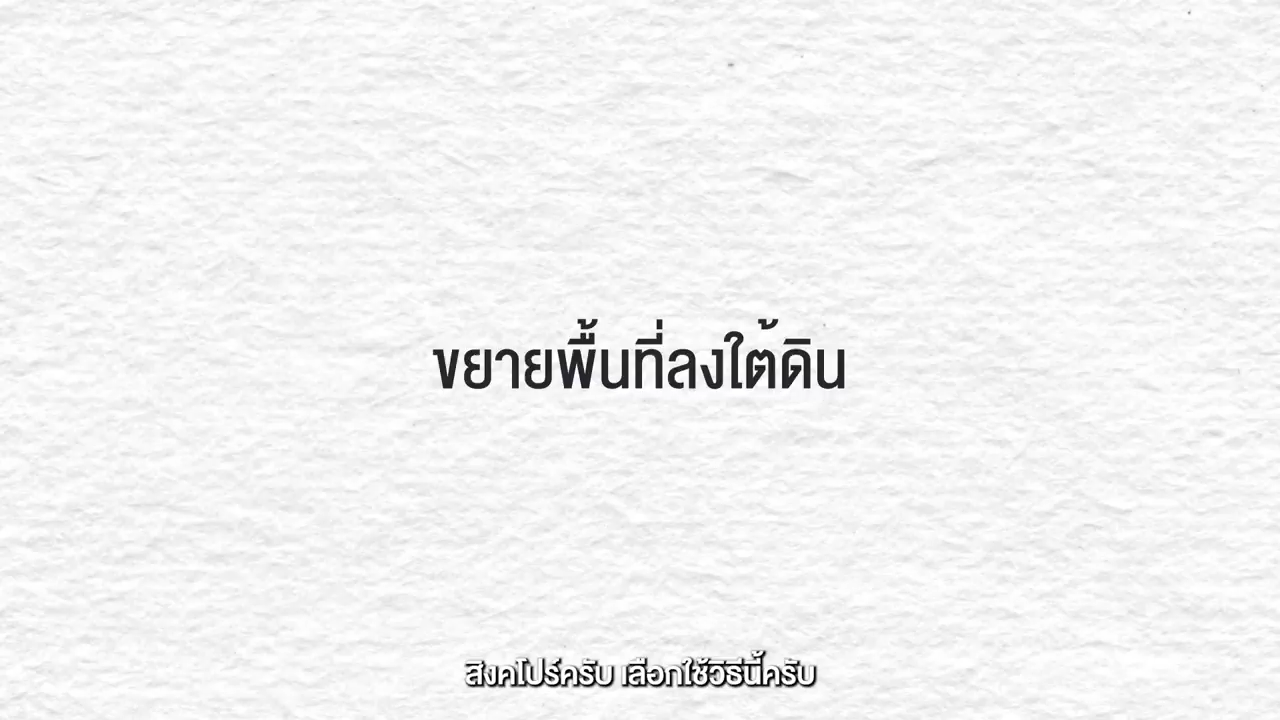 ขยายพื้นที่ลงใต้ดิน
สิงคโปร์ครับ เลือกใช้วิธีนี้ครับ